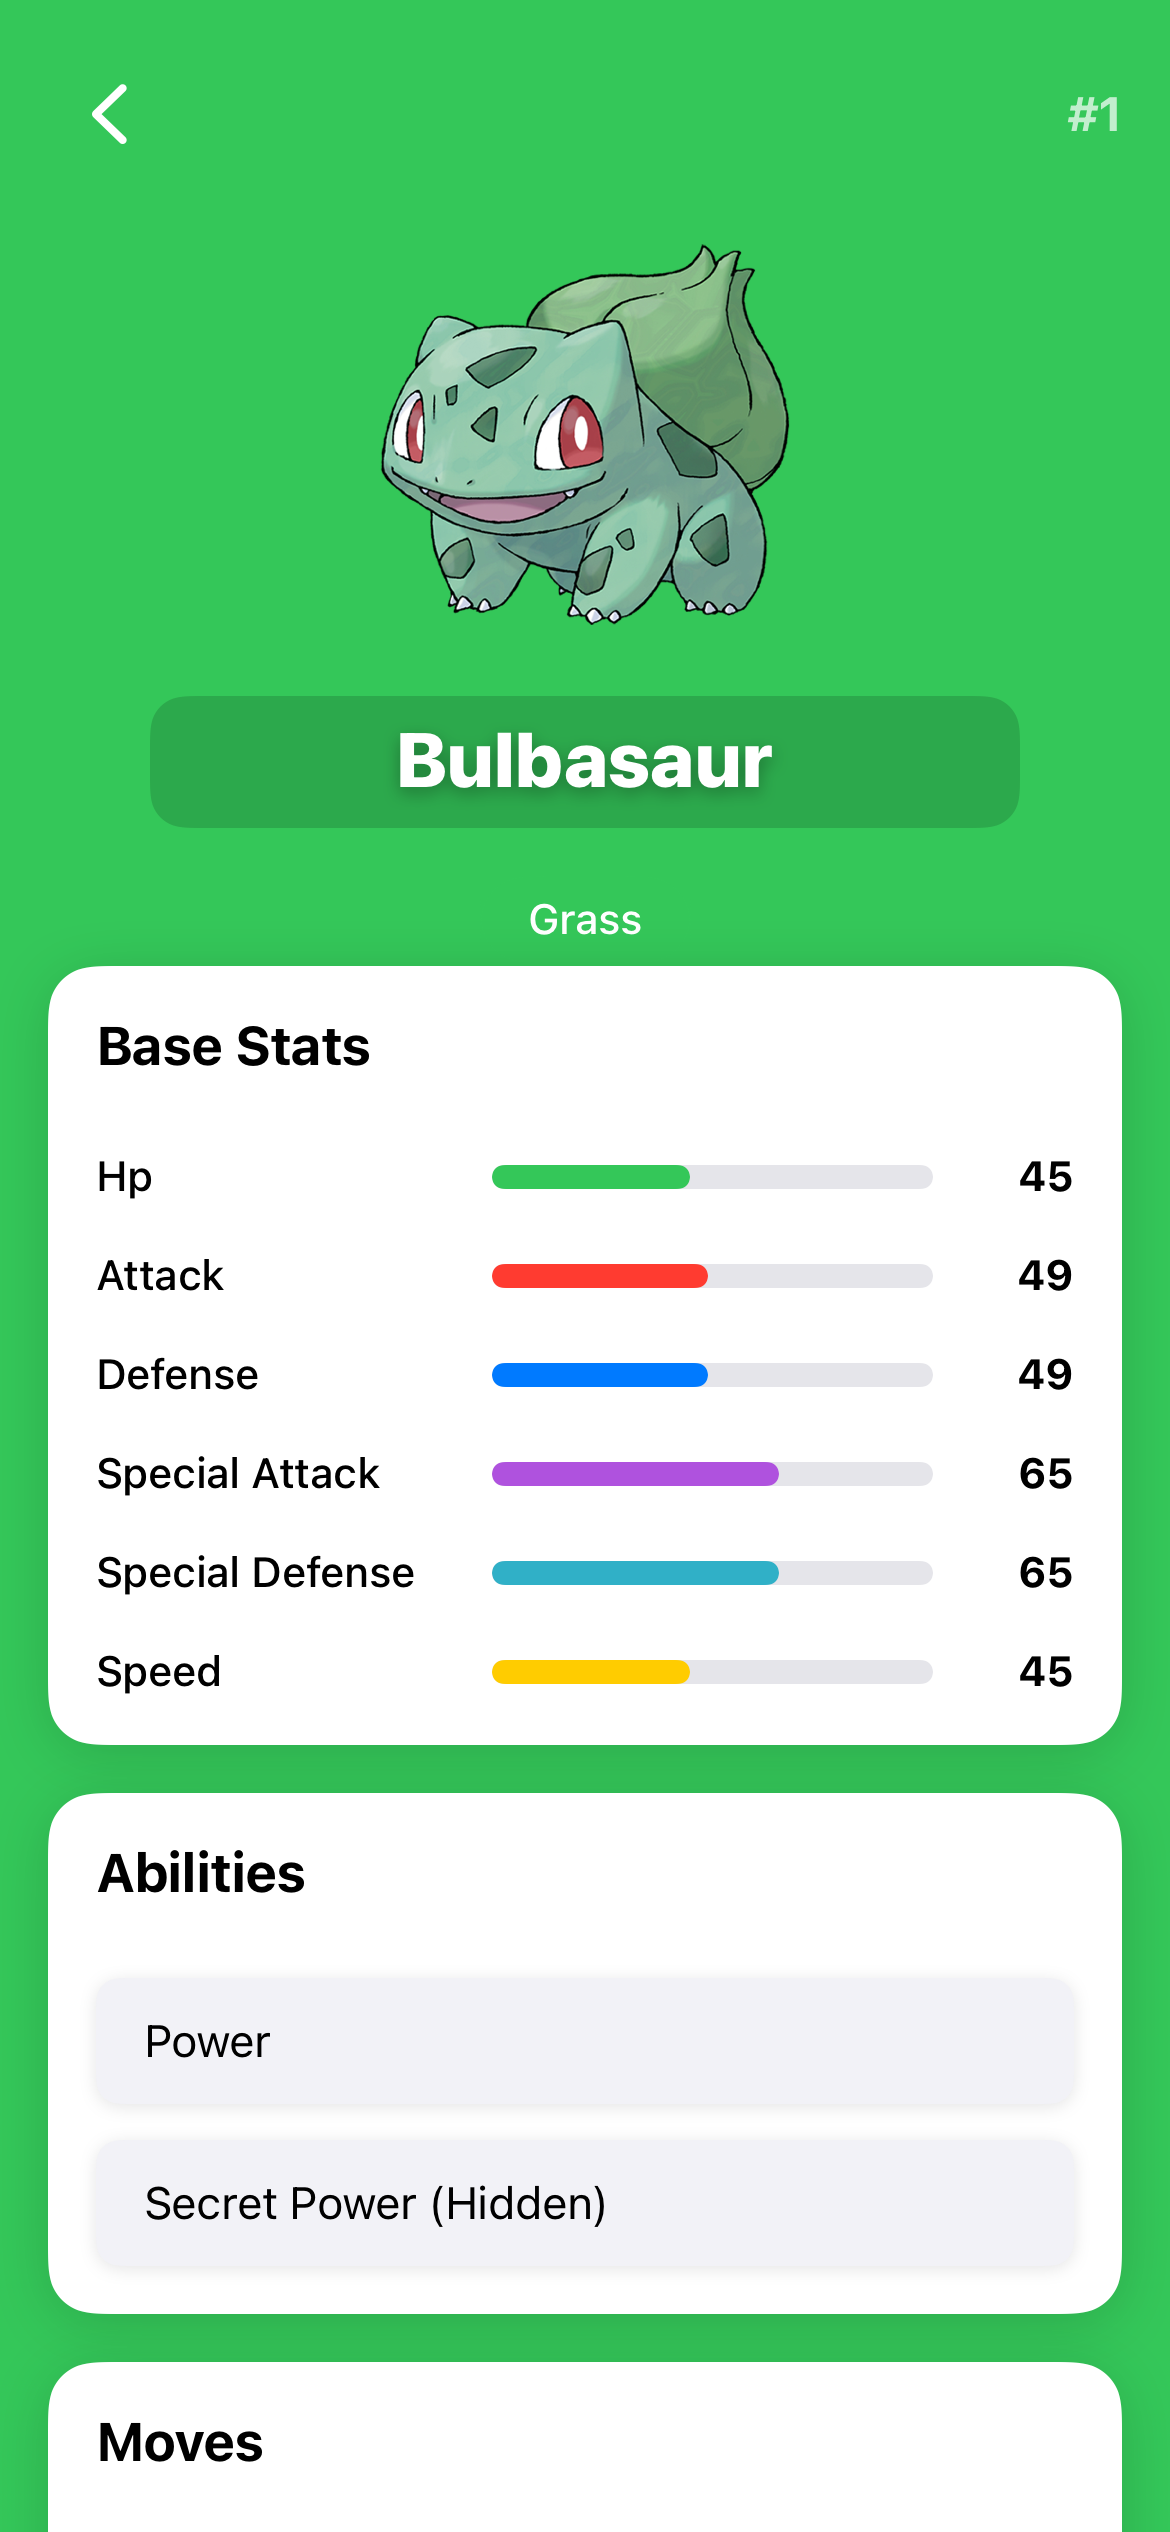 #1
Bulbasaur
Grass
Base Stats
Hp 45
Attack 49
Defense 49
Special Attack 65
Special Defense 65
Speed 45
Abilities
Power
Secret Power (Hidden)
Moves